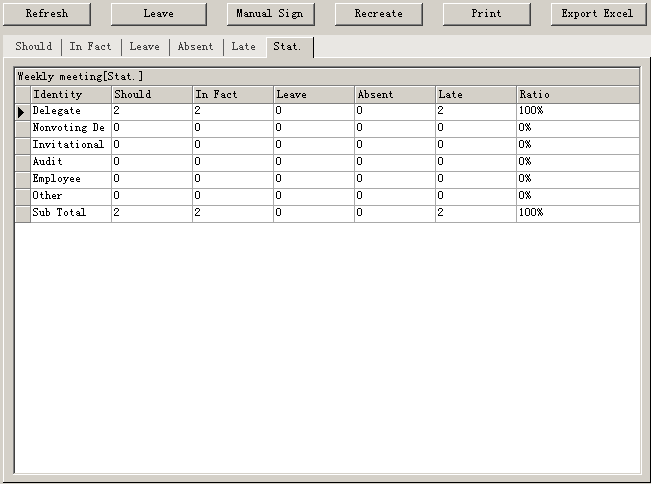 Refresh Leave Manual Sign Recreate Print Export Excel
Should In Fact Leave Absent Late Stat.
Weekly meeting[Stat.]
Identity Should In Fact Leave Absent Late Ratio
Delegate 2 2 0 0 2 100%
Nonvoting De 0 0 0 0 0 0%
Invitational 0 0 0 0 0 0%
Audit 0 0 0 0 0 0%
Employee 0 0 0 0 0 0%
Other 0 0 0 0 0 0%
Sub Total 2 2 0 0 2 100%